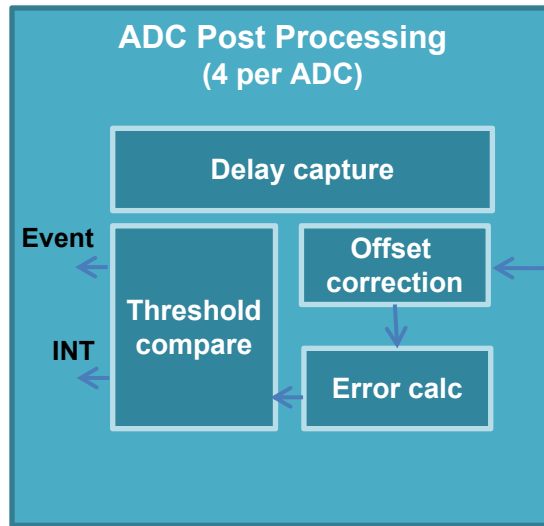 ADC Post Processing
(4 per ADC)
Delay capture
Event
Offset
correction
Threshold
compare
INT
Error calc